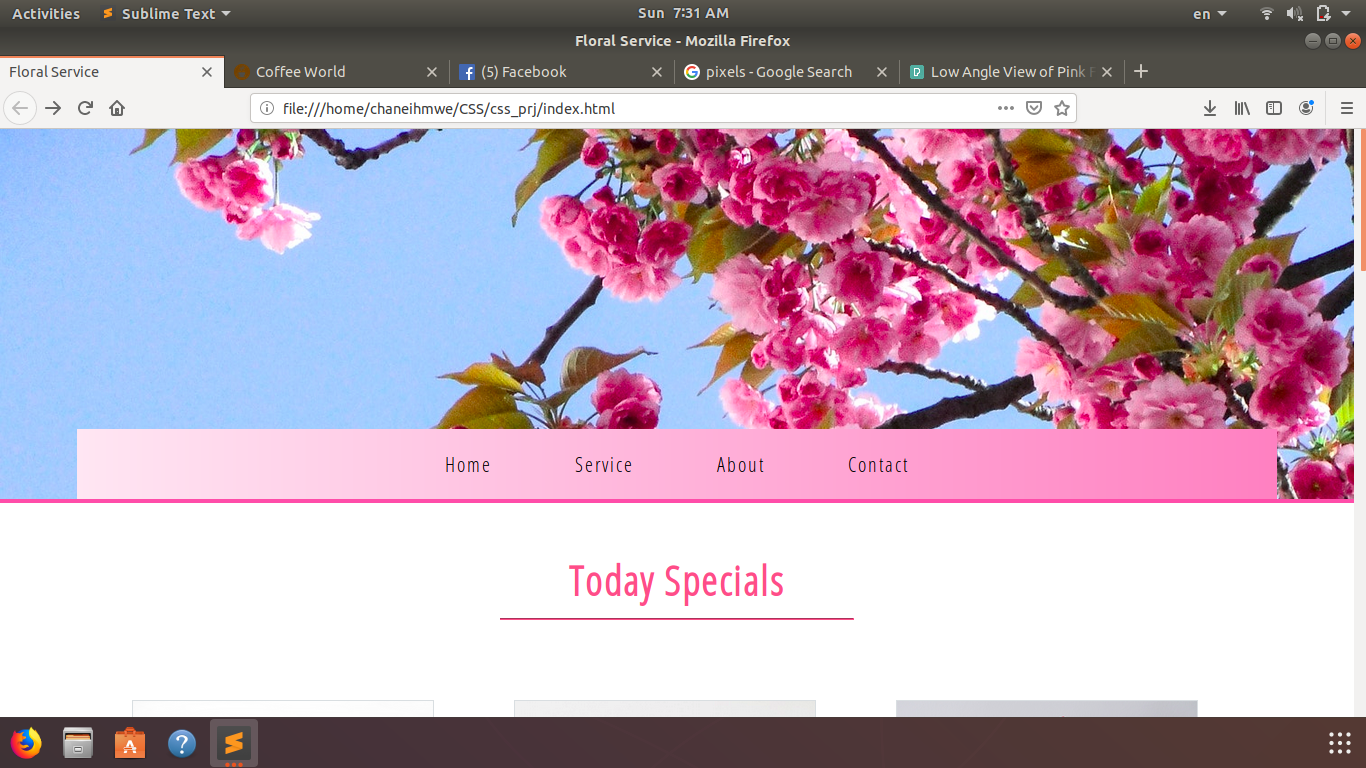 Activities Sublime Text Sun 7:31 AM en
Floral Service - Mozilla Firefox
Floral Service Coffee World (5) Facebook pixels - Google Search Low Angle View of Pink F
file:///home/chaneihmwe/CSS/css_prj/index.html
Home Service About Contact
Today Specials